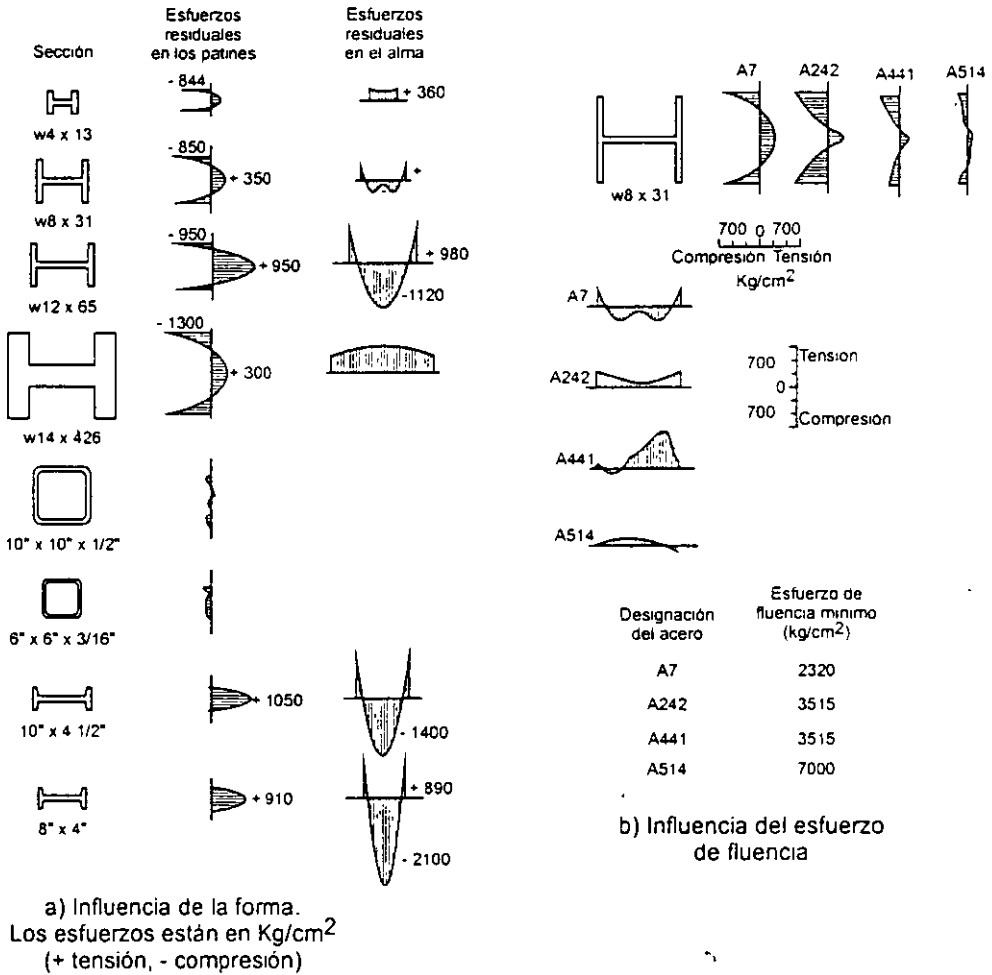 Sección
Esfuerzos
residuales
en los patines
Esfuerzos
residuales
en el alma
w4 x 13
- 844
+ 360
w8 x 31
- 850
+ 350
+
w12 x 65
- 950
+ 950
+ 980
-1120
w14 x 426
- 1300
+ 300
10" x 10" x 1/2"
6" x 6" x 3/16"
10" x 4 1/2"
+ 1050
- 1400
8" x 4"
+ 910
+ 890
- 2100
a) Influencia de la forma.
Los esfuerzos están en Kg/cm2
(+ tensión, - compresión)
A7 A242 A441 A514
w8 x 31
700 0 700
Compresión Tensión
Kg/cm2
A7
A242
700 Tension
0
700 Compresión
A441
A514
Designación
del acero
Esfuerzo de
fluencia minimo
(kg/cm2)
A7 2320
A242 3515
A441 3515
A514 7000
b) Influencia del esfuerzo
de fluencia